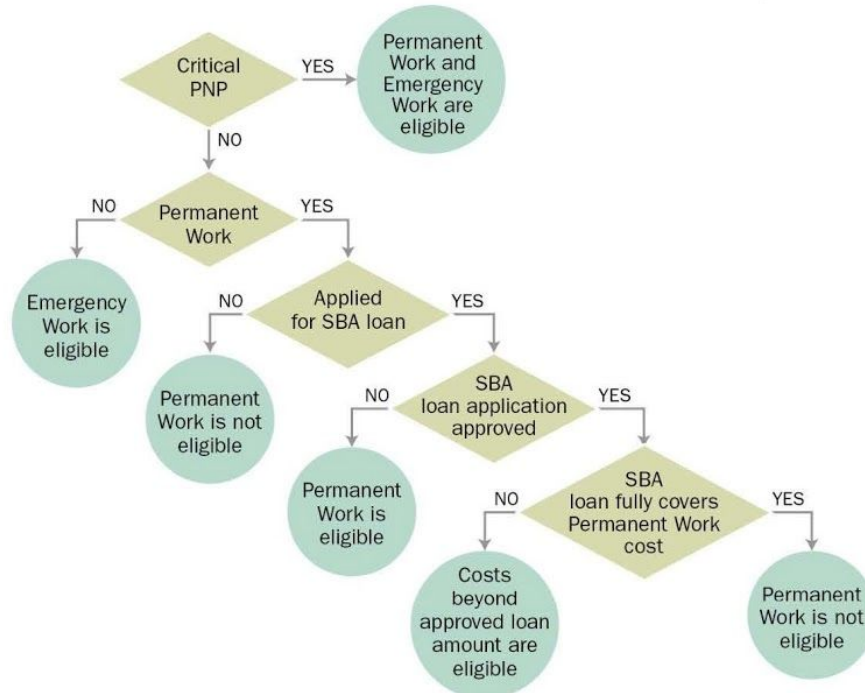 Critical
PNP
YES
Permanent
Work and
Emergency
Work are
eligible
NO
NO
Permanent
Work
YES
Emergency
Work is
eligible
NO
Applied
for SBA loan
YES
Permanent
Work is not
eligible
NO
SBA
loan application
approved
YES
Permanent
Work is
eligible
NO
SBA
loan fully covers
Permanent Work
cost
YES
Costs
beyond
approved loan
amount are
eligible
Permanent
Work is not
eligible